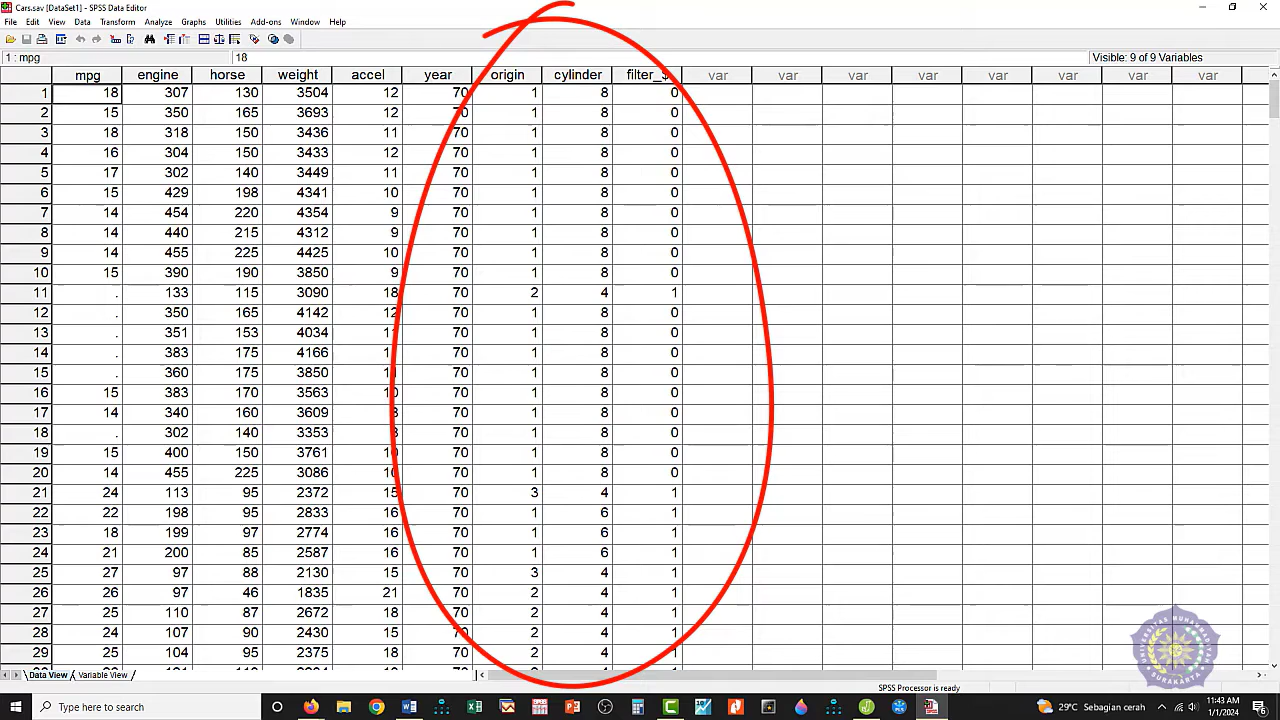 Cars.sav [DataSet1] - SPSS Data Editor
File Edit View Data Transform Analyze Graphs Utilities Add-ons Window Help
1 : mpg 18 Visible: 9 of 9 Variables
mpg engine horse weight accel year origin cylinder filter_$ var var var var var var var var
1 18 307 130 3504 12 70 1 8 0
2 15 350 165 3693 12 70 1 8 0
3 18 318 150 3436 11 70 1 8 0
4 16 304 150 3433 12 70 1 8 0
5 17 302 140 3449 11 70 1 8 0
6 15 429 198 4341 10 70 1 8 0
7 14 454 220 4354 9 70 1 8 0
8 14 440 215 4312 9 70 1 8 0
9 14 455 225 4425 10 70 1 8 0
10 15 390 190 3850 9 70 1 8 0
11 . 133 115 3090 18 70 2 4 1
12 . 350 165 4142 12 70 1 8 0
13 . 351 153 4034 11 70 1 8 0
14 . 383 175 4166 70 1 8 0
15 . 360 175 3850 11 70 1 8 0
16 15 383 170 3563 10 70 1 8 0
17 14 340 160 3609 8 70 1 8 0
18 . 302 140 3353 8 70 1 8 0
19 15 400 150 3761 10 70 1 8 0
20 14 455 225 3086 10 70 1 8 0
21 24 113 95 2372 15 70 3 4 1
22 22 198 95 2833 16 70 1 6 1
23 18 199 97 2774 16 70 1 6 1
24 21 200 85 2587 16 70 1 6 1
25 27 97 88 2130 15 70 3 4 1
26 26 97 46 1835 21 70 2 4 1
27 25 110 87 2672 18 70 2 4 1
28 24 107 90 2430 15 70 2 4 1
29 25 104 95 2375 18 70 2 4 1
Data View Variable View
SPSS Processor is ready
Type here to search
29°C Sebagian cerah
11:43 AM
1/1/2024